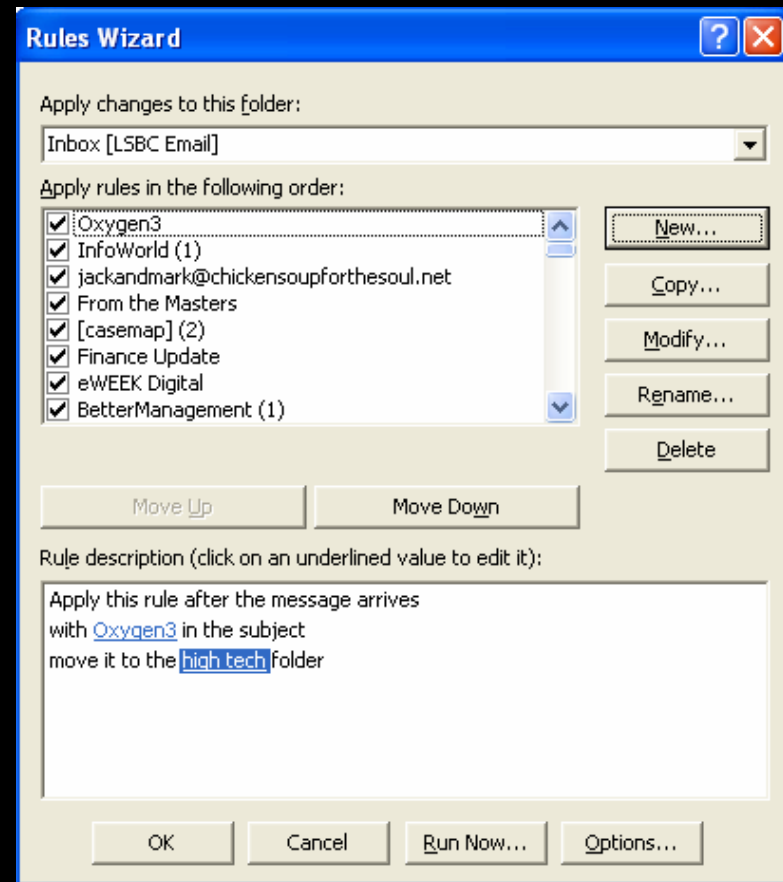 Rules Wizard
Apply changes to this folder:
Inbox [LSBC Email]
Apply rules in the following order:
Oxygen3
InfoWorld (1)
jackandmark@chickensoupforthesoul.net
From the Masters
[casemap] (2)
Finance Update
eWEEK Digital
BetterManagement (1)
New...
Copy...
Modify...
Rename...
Delete
Move Up
Move Down
Rule description (click on an underlined value to edit it):
Apply this rule after the message arrives
with Oxygen3 in the subject
move it to the high tech folder
OK
Cancel
Run Now...
Options...